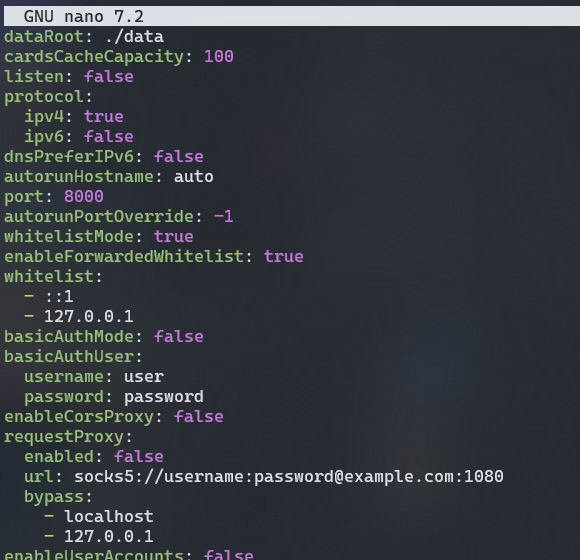 GNU nano 7.2
dataRoot: ./data
cardsCacheCapacity: 100
listen: false
protocol:
  ipv4: true
  ipv6: false
dnsPreferIPv6: false
autorunHostname: auto
port: 8000
autorunPortOverride: -1
whitelistMode: true
enableForwardedWhitelist: true
whitelist:
  - ::1
  - 127.0.0.1
basicAuthMode: false
basicAuthUser:
  username: user
  password: password
enableCorsProxy: false
requestProxy:
  enabled: false
  url: socks5://username:password@example.com:1080
  bypass:
    - localhost
    - 127.0.0.1
enableUserAccounts: false